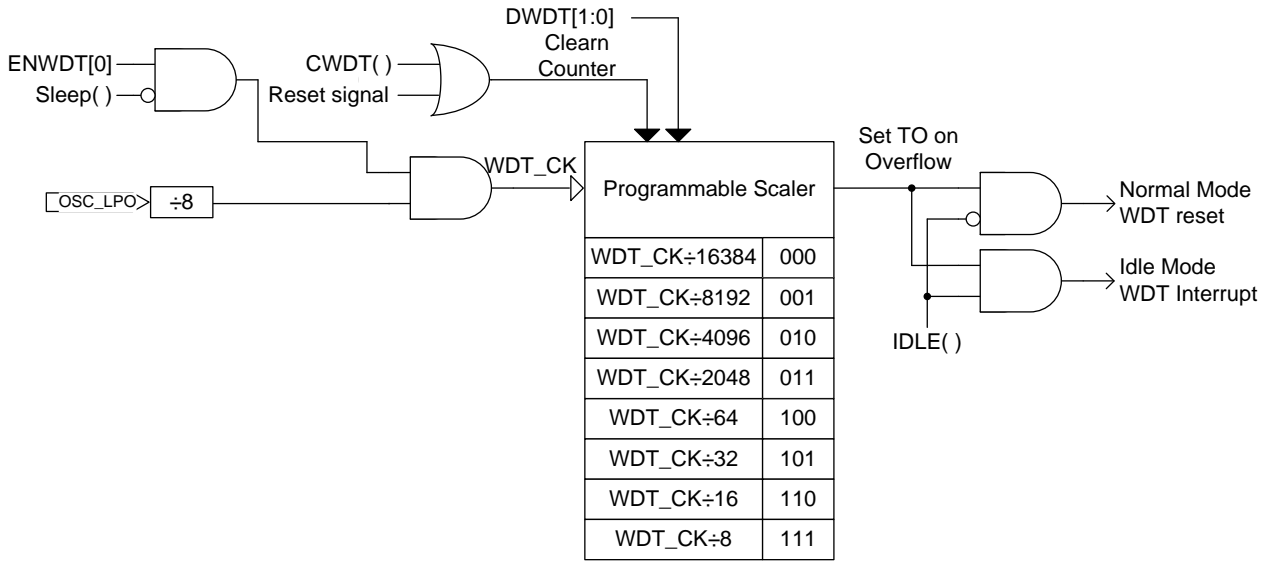 DWDT[1:0]
Clearn
Counter
ENWDT[0]
Sleep( )
CWDT( )
Reset signal
OSC_LPO
÷8
WDT_CK
Programmable Scaler
WDT_CK÷16384 000
WDT_CK÷8192 001
WDT_CK÷4096 010
WDT_CK÷2048 011
WDT_CK÷64 100
WDT_CK÷32 101
WDT_CK÷16 110
WDT_CK÷8 111
Set TO on
Overflow
Normal Mode
WDT reset
Idle Mode
WDT Interrupt
IDLE( )